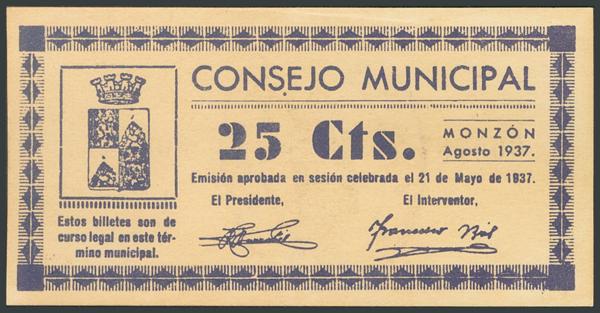 CONSEJO MUNICIPAL
25 Cts.
MONZÓN
Agosto 1937.
Emisión aprobada en sesión celebrada el 21 de Mayo de 1937.
El Presidente,
El Interventor,
Francisco
Estos billetes son de
curso legal en este tér-
mino municipal.